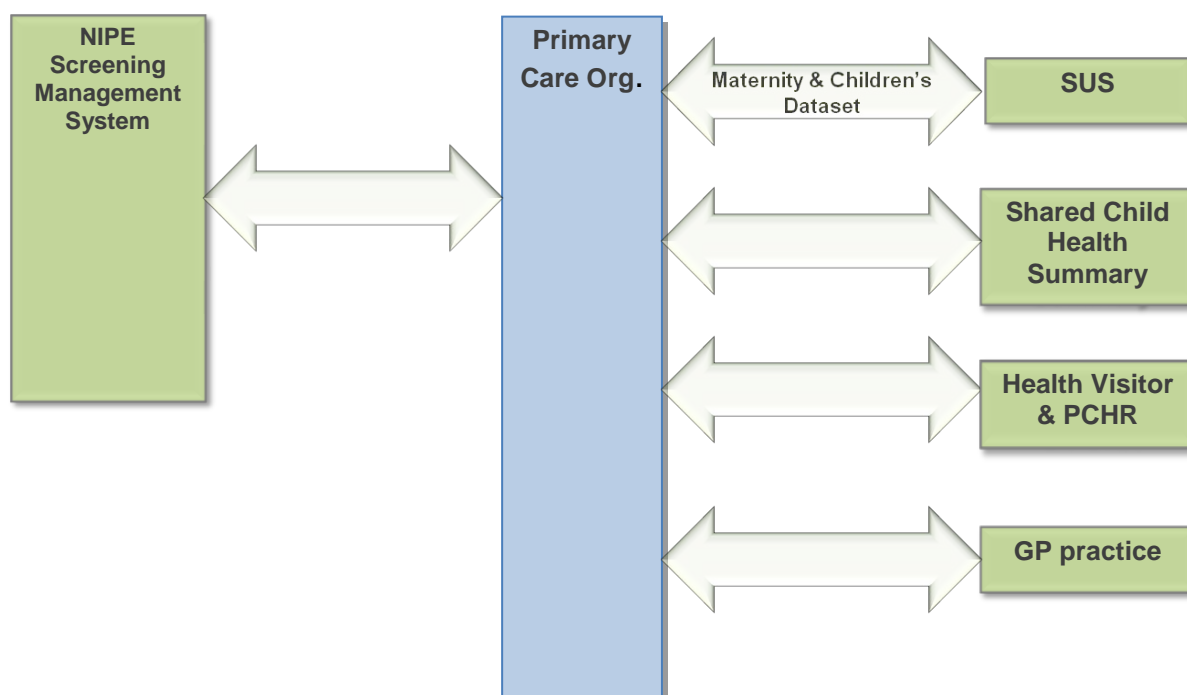 NIPE
Screening
Management
System
Primary
Care Org.
Maternity & Children's
Dataset
SUS
Shared Child
Health
Summary
Health Visitor
& PCHR
GP practice